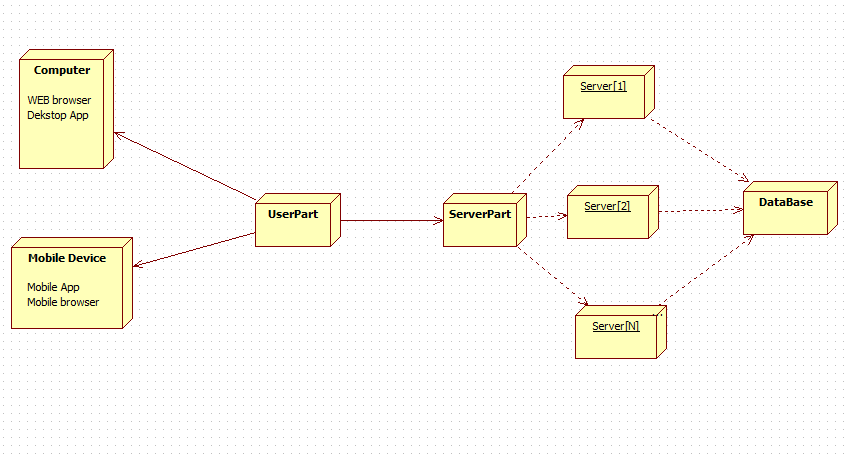 Computer
WEB browser
Dekstop App
Mobile Device
Mobile App
Mobile browser
UserPart
ServerPart
Server[1]
Server[2]
Server[N]
DataBase